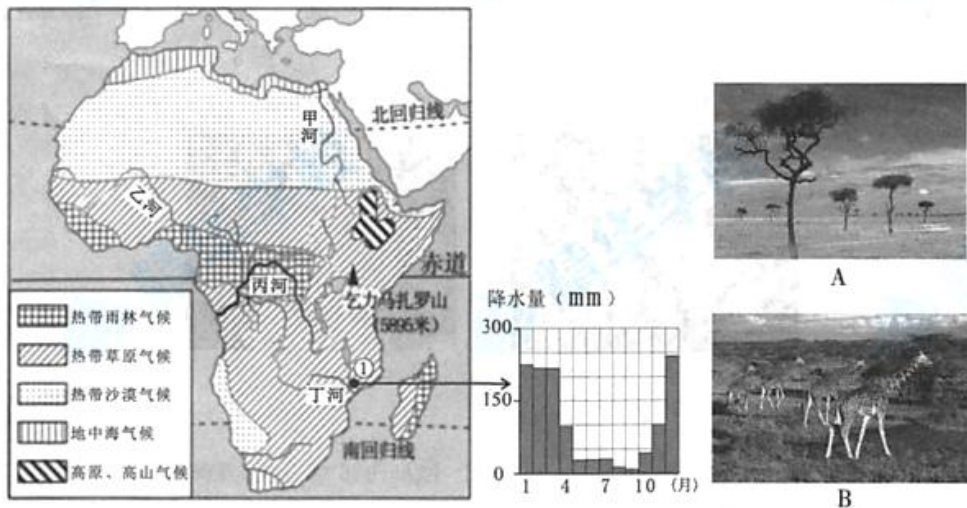 甲河
北回归线
乙河
赤道
丙河
乞力马扎罗山
(5895米)
①
丁河
南回归线
热带雨林气候
热带草原气候
热带沙漠气候
地中海气候
高原、高山气候
降水量(mm)
300
150
0
1 4 7 10 (月)
A
B